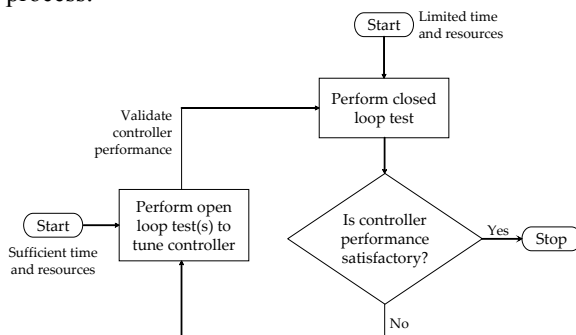 process.
Start
Limited time
and resources
Perform closed
loop test
Validate
controller
performance
Perform open
loop test(s) to
tune controller
Start
Sufficient time
and resources
Is controller
performance
satisfactory?
Yes
Stop
No